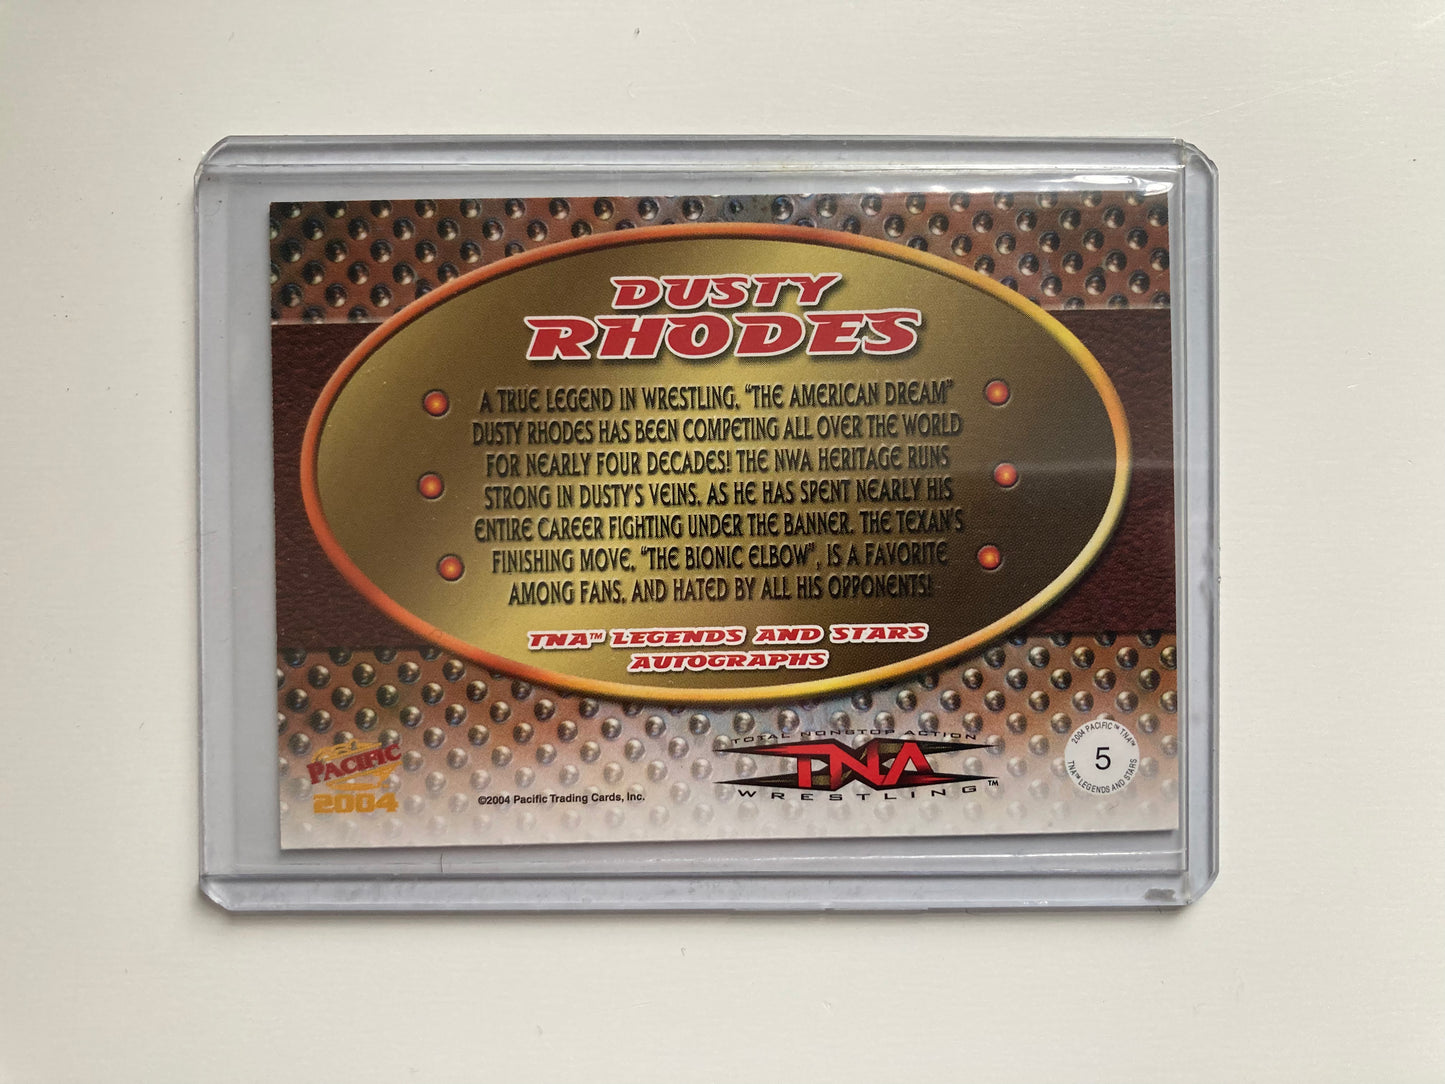 DUSTY
RHODES
A TRUE LEGEND IN WRESTLING, "THE AMERICAN DREAM"
DUSTY RHODES HAS BEEN COMPETING ALL OVER THE WORLD
FOR NEARLY FOUR DECADES! THE NWA HERITAGE RUNS
STRONG IN DUSTY'S VEINS, AS HE HAS SPENT NEARLY HIS
ENTIRE CAREER FIGHTING UNDER THE BANNER. THE TEXAN'S
FINISHING MOVE, "THE BIONIC ELBOW", IS A FAVORITE
AMONG FANS, AND HATED BY ALL HIS OPPONENTS!
TNA™ LEGENDS AND STARS
AUTOGRAPHS
PACIFIC
2004
©2004 Pacific Trading Cards, Inc.
TOTAL NONSTOP ACTION
TNA
WRESTLING™
2004 PACIFIC™ TNA™
5
TNA™ LEGENDS AND STARS